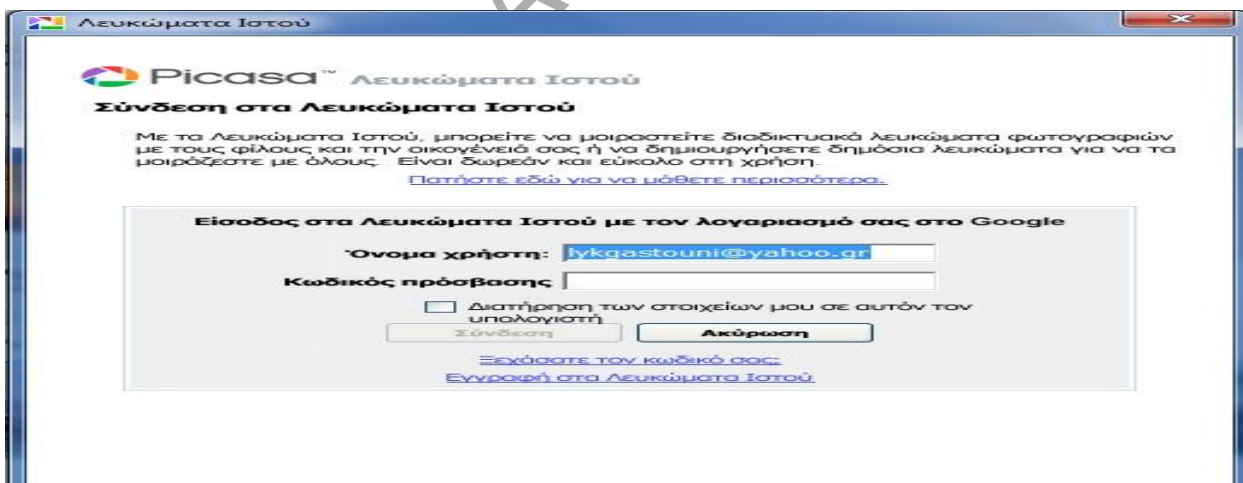 Λευκώματα Ιστού
Picasa™ Λευκώματα Ιστού
Σύνδεση στα Λευκώματα Ιστού
Με τα Λευκώματα Ιστού, μπορείτε να μοιραστείτε διαδικτυακά λευκώματα φωτογραφιών
με τους φίλους και την οικογένειά σας ή να δημιουργήσετε δημόσια λευκώματα για να τα
μοιράζεστε με όλους. Είναι δωρεάν και εύκολο στη χρήση.
Πατήστε εδώ για να μάθετε περισσότερα.
Είσοδος στα Λευκώματα Ιστού με τον λογαριασμό σας στο Google
Όνομα χρήστη: lykgastouni@yahoo.gr
Κωδικός πρόσβασης
Διατήρηση των στοιχείων μου σε αυτόν τον
υπολογιστή
Σύνδεση Ακύρωση
Ξεχάσατε τον κωδικό σας;
Εγγραφή στα Λευκώματα Ιστού